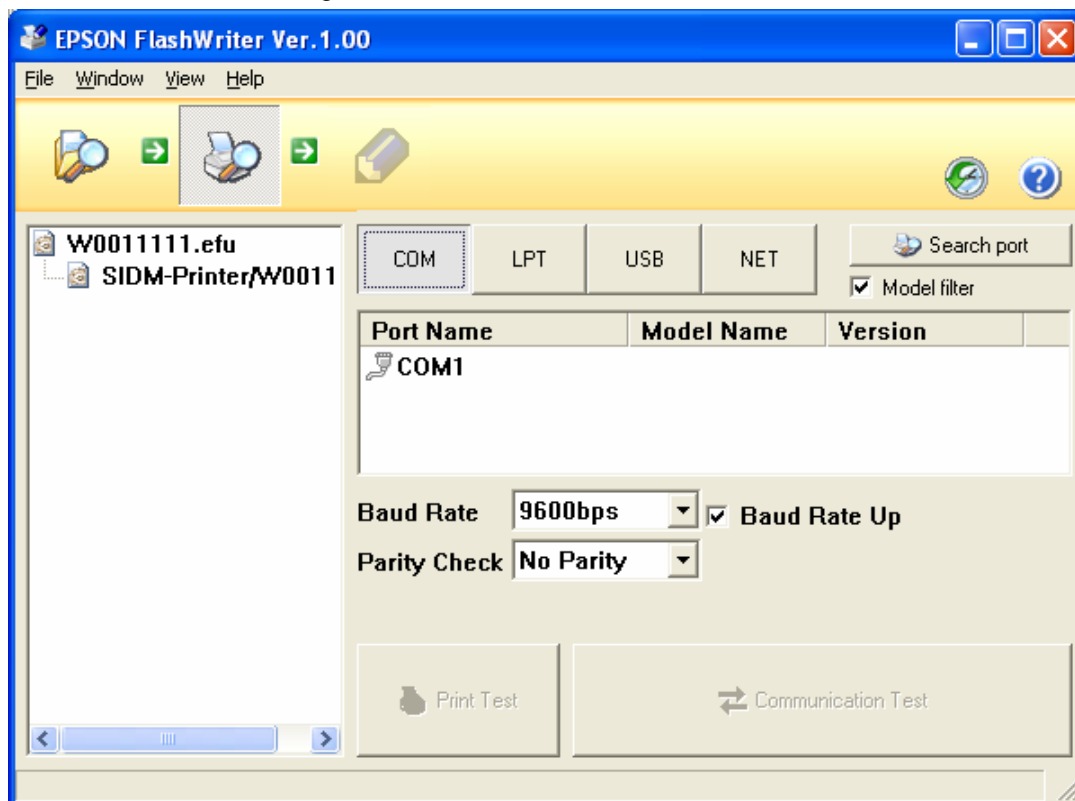 EPSON FlashWriter Ver.1.00
File Window View Help
W0011111.efu
SIDM-Printer/W0011
COM LPT USB NET Search port
Model filter
Port Name Model Name Version
COM1
Baud Rate 9600bps Baud Rate Up
Parity Check No Parity
Print Test Communication Test